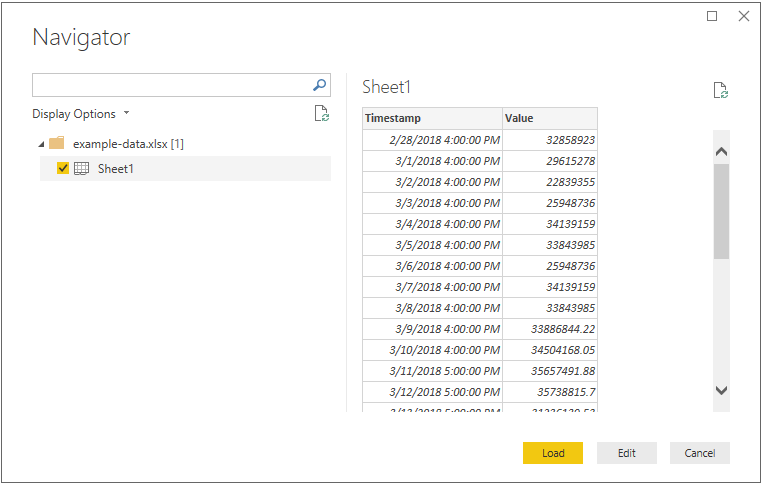 Navigator
Display Options
example-data.xlsx [1]
Sheet1
Sheet1
Timestamp Value
2/28/2018 4:00:00 PM 32858923
3/1/2018 4:00:00 PM 29615278
3/2/2018 4:00:00 PM 22839355
3/3/2018 4:00:00 PM 25948736
3/4/2018 4:00:00 PM 34139159
3/5/2018 4:00:00 PM 33843985
3/6/2018 4:00:00 PM 25948736
3/7/2018 4:00:00 PM 34139159
3/8/2018 4:00:00 PM 33843985
3/9/2018 4:00:00 PM 33886844.22
3/10/2018 4:00:00 PM 34504168.05
3/11/2018 5:00:00 PM 35657491.88
3/12/2018 5:00:00 PM 35738815.7
Load Edit Cancel